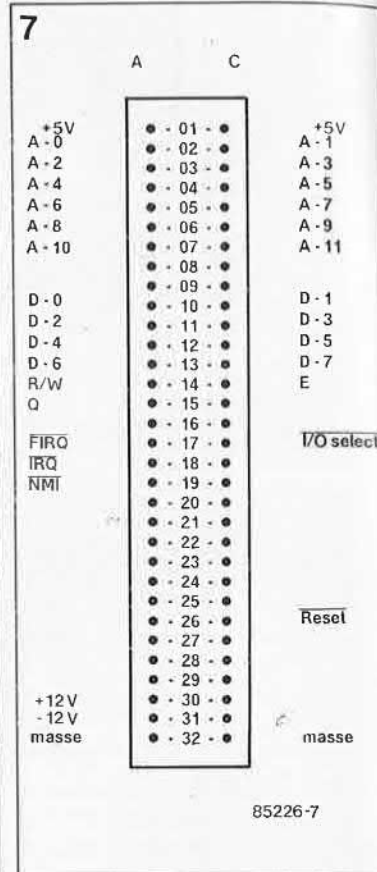 7
A C
+5V 01 +5V
A-0 02 A-1
A-2 03 A-3
A-4 04 A-5
A-6 05 A-7
A-8 06 A-9
A-10 07 A-11
08
09
D-0 10 D-1
D-2 11 D-3
D-4 12 D-5
D-6 13 D-7
R/W 14 E
Q 15
16
FIRQ 17 I/O select
IRQ 18
NMI 19
20
21
22
23
24
25
26 Reset
27
28
29
+12V 30
-12V 31
masse 32 masse
85226-7